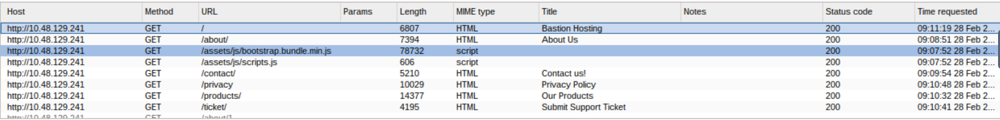 Host Method URL Params Length MIME type Title Notes Status code Time requested
http://10.48.129.241 GET / 6807 HTML Bastion Hosting 200 09:11:19 28 Feb 2...
http://10.48.129.241 GET /about/ 7394 HTML About Us 200 09:08:51 28 Feb 2...
http://10.48.129.241 GET /assets/js/bootstrap.bundle.min.js 78732 script 200 09:07:52 28 Feb 2...
http://10.48.129.241 GET /assets/js/scripts.js 606 script 200 09:07:52 28 Feb 2...
http://10.48.129.241 GET /contact/ 5210 HTML Contact us! 200 09:09:54 28 Feb 2...
http://10.48.129.241 GET /privacy 10029 HTML Privacy Policy 200 09:10:48 28 Feb 2...
http://10.48.129.241 GET /products/ 14377 HTML Our Products 200 09:10:32 28 Feb 2...
http://10.48.129.241 GET /ticket/ 4195 HTML Submit Support Ticket 200 09:10:41 28 Feb 2...
http://10.48.129.241 GET /about/1